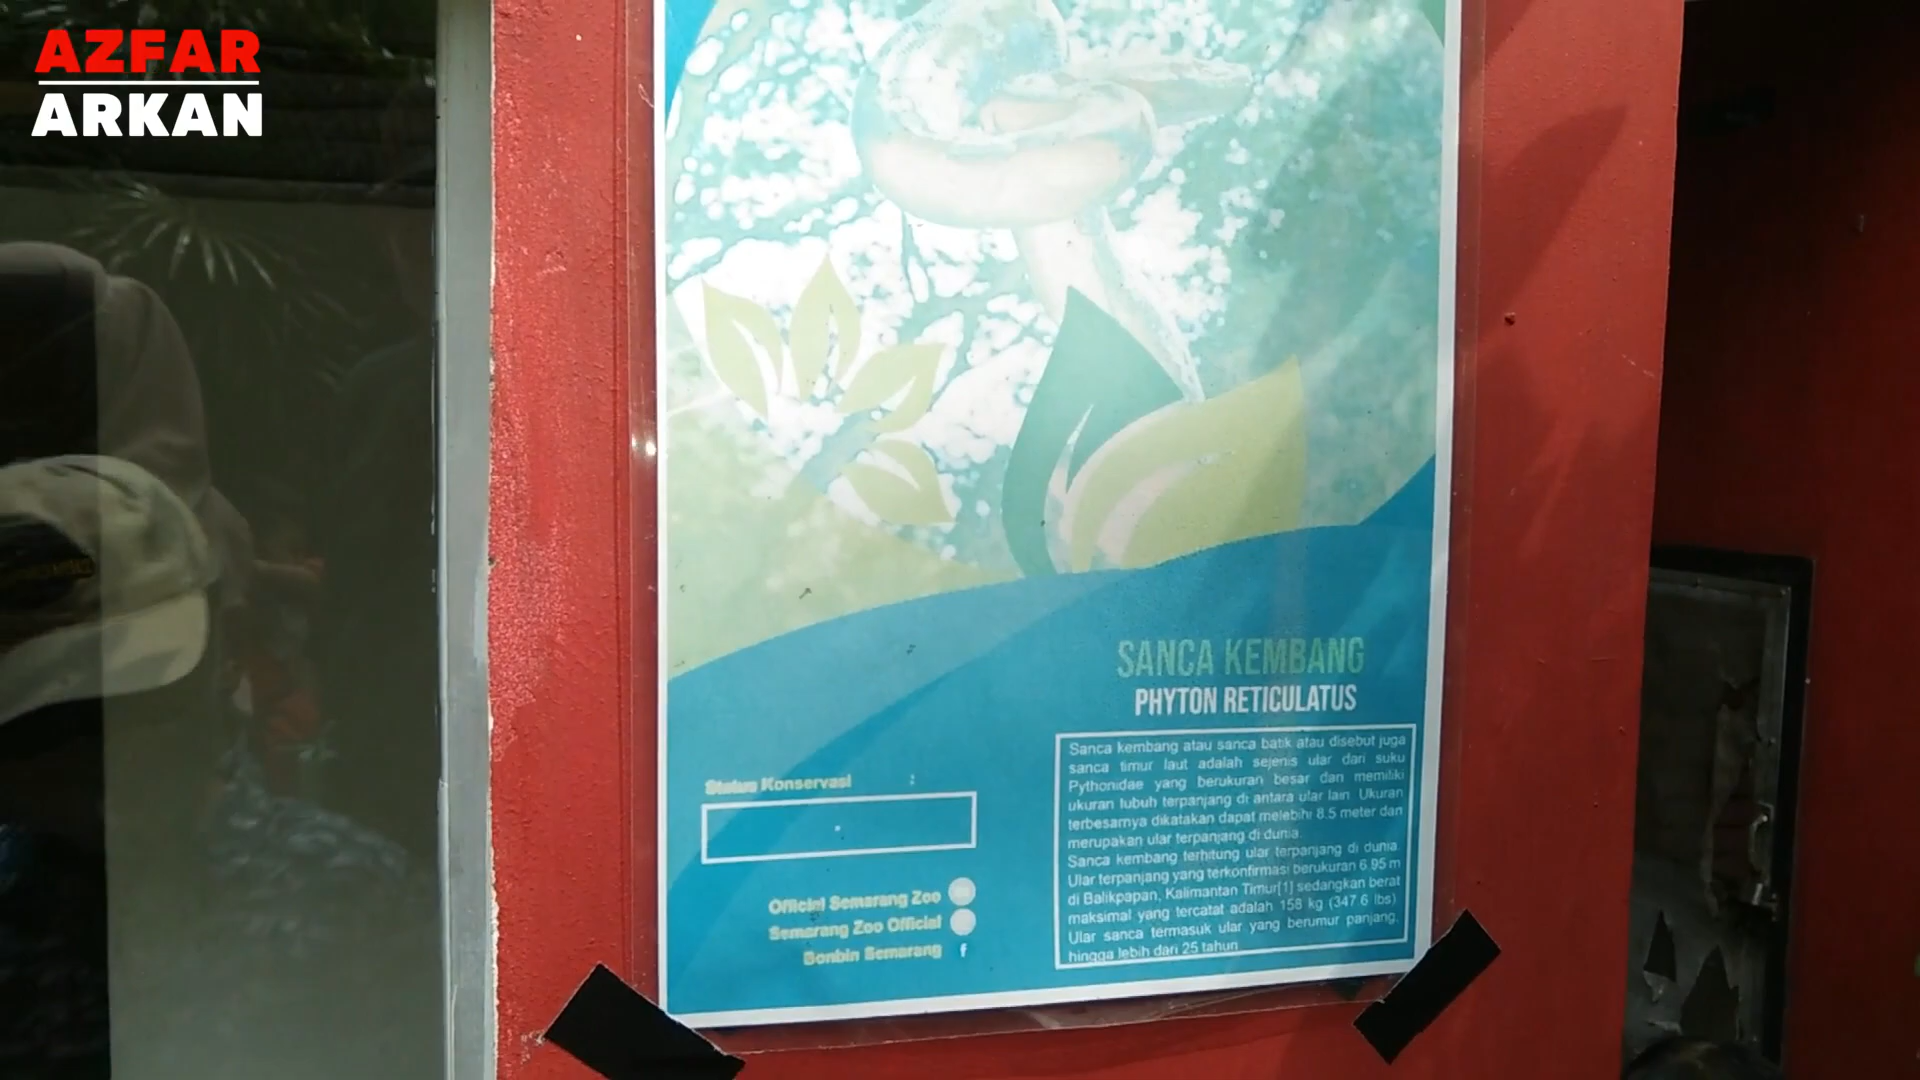 AZFAR
ARKAN
SANCA KEMBANG
PHYTON RETICULATUS
Sanca kembang atau sanca batik atau disebut juga
sanca timur laut adalah sejenis ular dari suku
Pythonidae yang berukuran besar dan memiliki
ukuran tubuh terpanjang di antara ular lain. Ukuran
terbesarnya dikatakan dapat melebihi 8.5 meter dan
merupakan ular terpanjang di dunia.
Sanca kembang terhitung ular terpanjang di dunia.
Ular terpanjang yang terkonfirmasi berukuran 6.95 m
di Balikpapan, Kalimantan Timur[1] sedangkan berat
maksimal yang tercatat adalah 158 kg (347.6 lbs).
Ular sanca termasuk ular yang berumur panjang,
hingga lebih dari 25 tahun
Status Konservasi :
Official Semarang Zoo
Semarang Zoo Official
Bonbin Semarang f